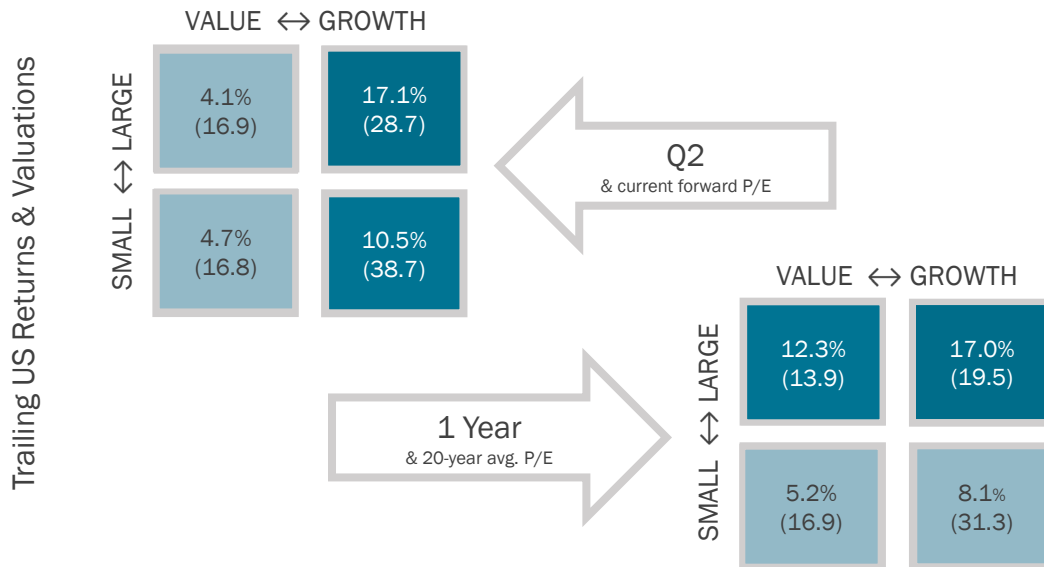 Trailing US Returns & Valuations
VALUE ↔ GROWTH
SMALL ↔ LARGE
4.1%
(16.9)
17.1%
(28.7)
4.7%
(16.8)
10.5%
(38.7)
Q2
& current forward P/E
VALUE ↔ GROWTH
SMALL ↔ LARGE
12.3%
(13.9)
17.0%
(19.5)
5.2%
(16.9)
8.1%
(31.3)
1 Year
& 20-year avg. P/E